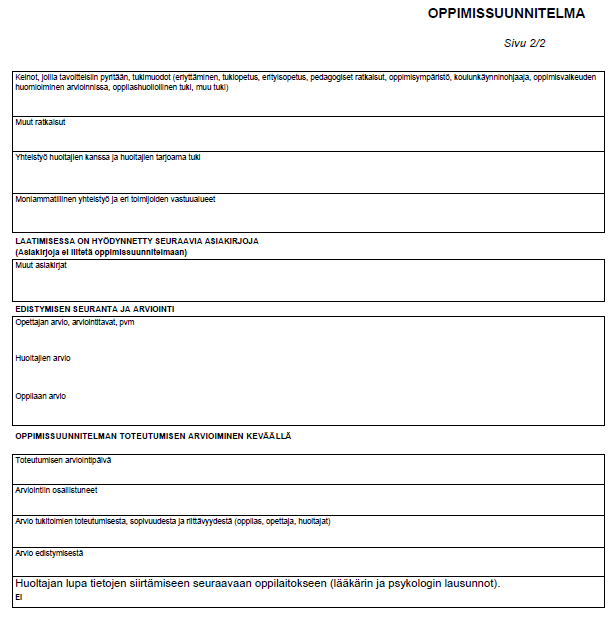 OPPIMISSUUNNITELMA
Sivu 2/2
Keinot, joilla tavoitteisiin pyritään, tukimuodot (eriyttäminen, tukiopetus, erityisopetus, pedagogiset ratkaisut, oppimisympäristö, koulunkäynninohjaaja, oppimisvaikeuden
huomioiminen arvioinnissa, oppilashuollollinen tuki, muu tuki)
Muut ratkaisut
Yhteistyö huoltajien kanssa ja huoltajien tarjoama tuki
Moniammatillinen yhteistyö ja eri toimijoiden vastuualueet
LAATIMISESSA ON HYÖDYNNETTY SEURAAVIA ASIAKIRJOJA
(Asiakirjoja ei liitetä oppimissuunnitelmaan)
Muut asiakirjat
EDISTYMISEN SEURANTA JA ARVIOINTI
Opettajan arvio, arviointitavat, pvm
Huoltajien arvio
Oppilaan arvio
OPPIMISSUUNNITELMAN TOTEUTUMISEN ARVIOIMINEN KEVÄÄLLÄ
Toteutumisen arviointipäivä
Arviointiin osallistuneet
Arvio tukitoimien toteutumisesta, sopivuudesta ja riittävyydestä (oppilas, opettaja, huoltajat)
Arvio edistymisestä
Huoltajan lupa tietojen siirtämiseen seuraavaan oppilaitokseen (lääkärin ja psykologin lausunnot).
EI